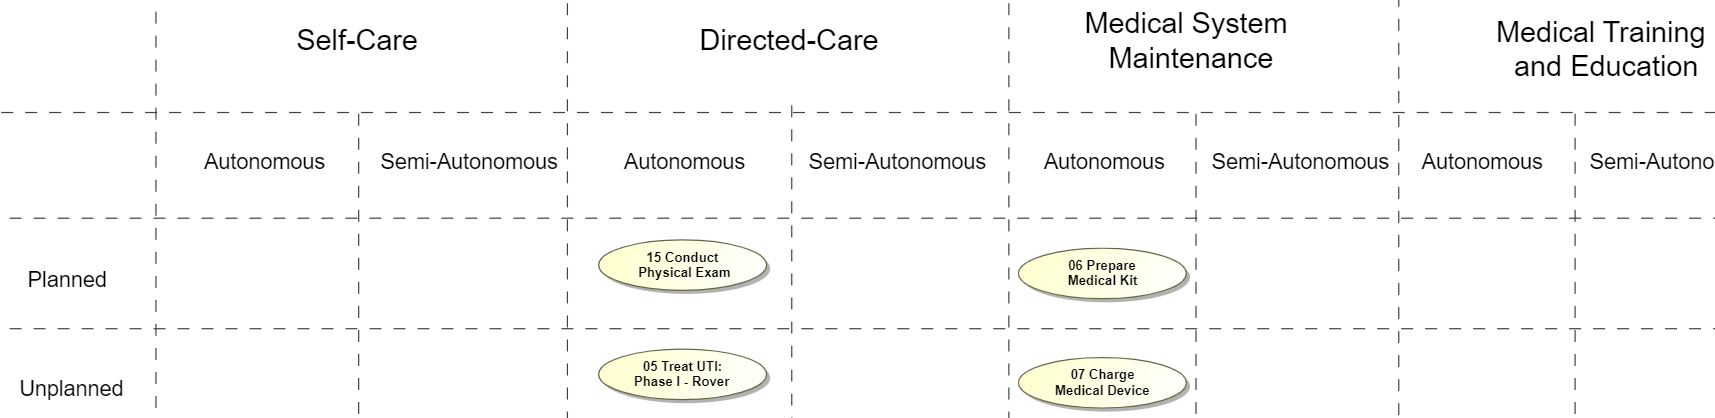 Self-Care
Directed-Care
Medical System
Maintenance
Medical Training
and Education
Autonomous
Semi-Autonomous
Autonomous
Semi-Autonomous
Autonomous
Semi-Autonomous
Autonomous
Semi-Autono
Planned
15 Conduct
Physical Exam
06 Prepare
Medical Kit
Unplanned
05 Treat UTI:
Phase I - Rover
07 Charge
Medical Device